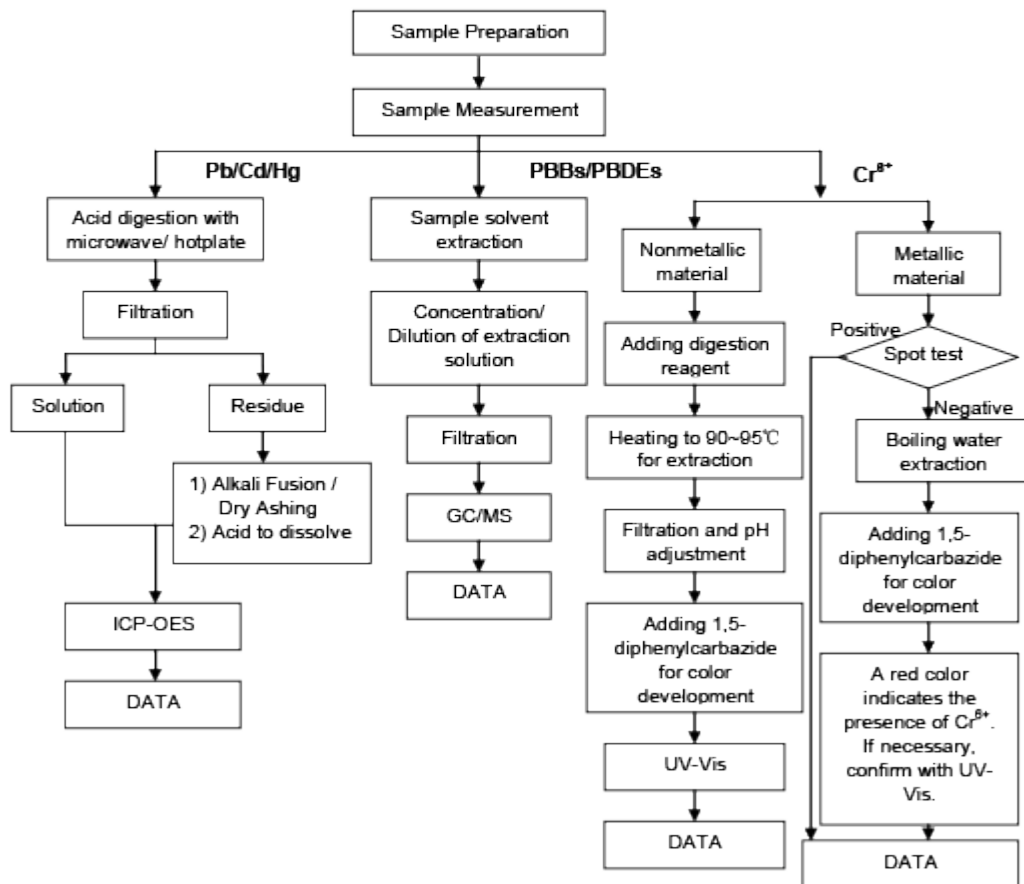 Sample Preparation
Sample Measurement
Pb/Cd/Hg
PBBs/PBDEs
Cr⁶⁺
Acid digestion with
microwave/ hotplate
Filtration
Solution
Residue
1) Alkali Fusion /
Dry Ashing
2) Acid to dissolve
ICP-OES
DATA
Sample solvent
extraction
Concentration/
Dilution of extraction
solution
Filtration
GC/MS
DATA
Nonmetallic
material
Adding digestion
reagent
Heating to 90~95℃
for extraction
Filtration and pH
adjustment
Adding 1,5-
diphenylcarbazide
for color
development
UV-Vis
DATA
Metallic
material
Positive
Spot test
Negative
Boiling water
extraction
Adding 1,5-
diphenylcarbazide
for color
development
A red color
indicates the
presence of Cr⁶⁺.
If necessary,
confirm with UV-
Vis.
DATA